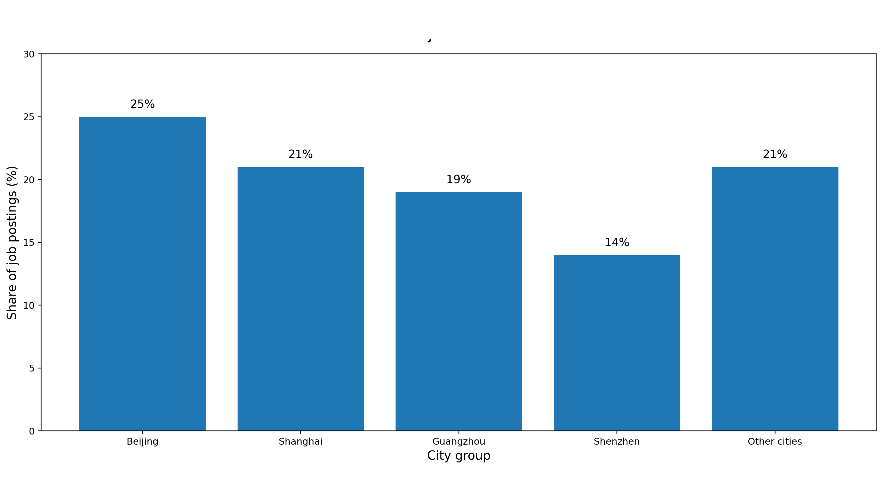 30
25
20
15
10
5
0
Share of job postings (%)
25%
21%
19%
14%
21%
Beijing
Shanghai
Guangzhou
Shenzhen
Other cities
City group